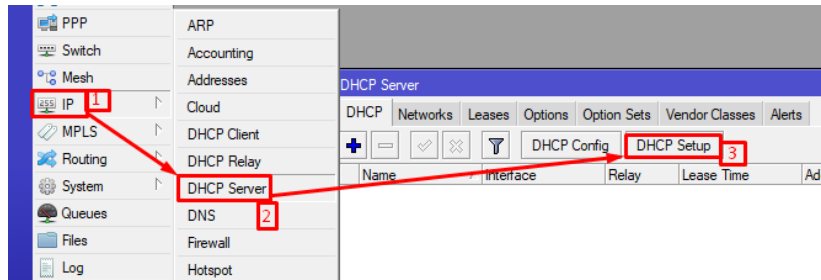 PPP
Switch
Mesh
255 IP 1
MPLS
Routing
System
Queues
Files
Log
ARP
Accounting
Addresses
Cloud
DHCP Client
DHCP Relay
DHCP Server
2
DNS
Firewall
Hotspot
DHCP Server
DHCP Networks Leases Options Option Sets Vendor Classes Alerts
DHCP Config DHCP Setup 3
Name Interface Relay Lease Time Ad